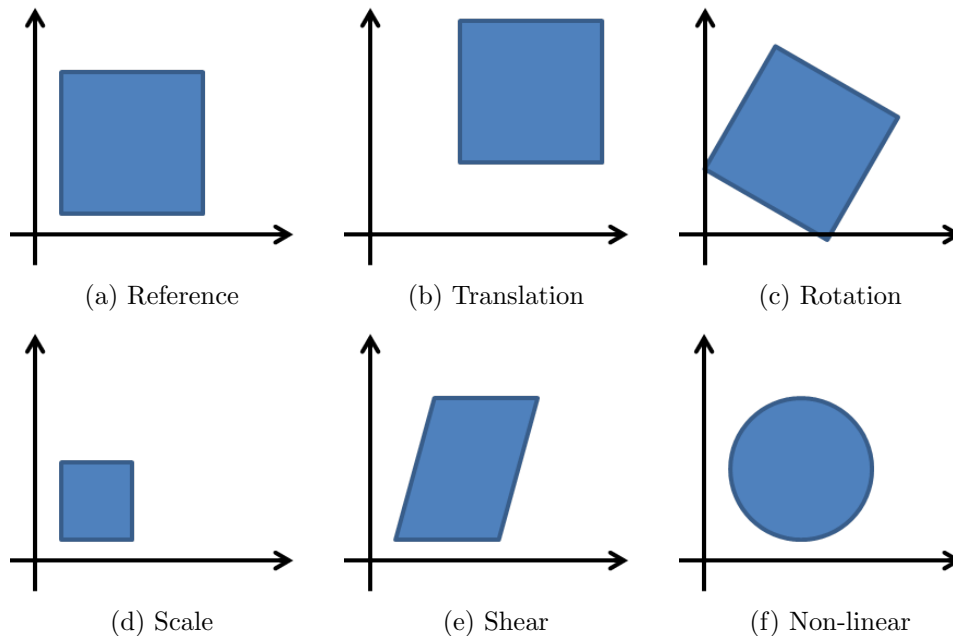 (a) Reference
(b) Translation
(c) Rotation
(d) Scale
(e) Shear
(f) Non-linear